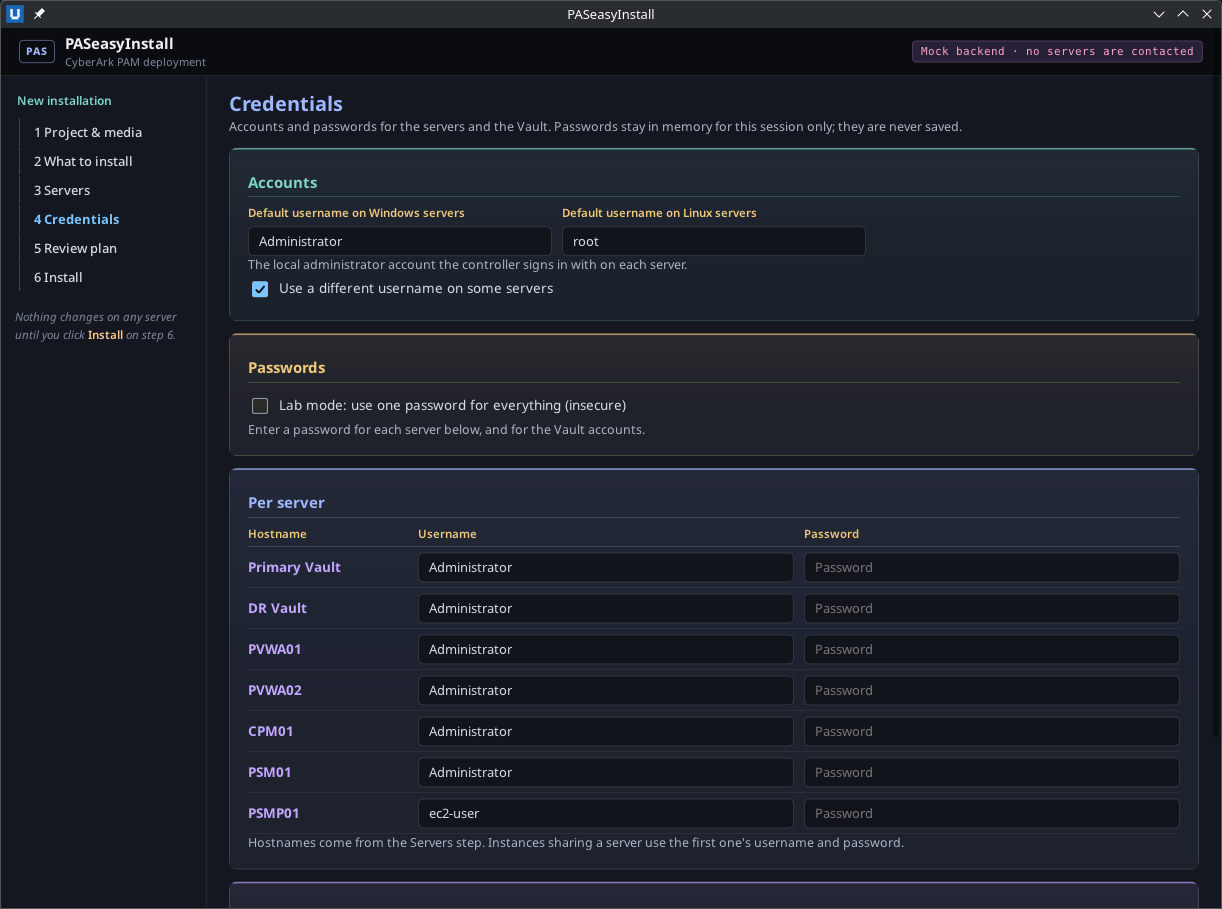 PASeasyInstall
PAS
PASeasyInstall
CyberArk PAM deployment
Mock backend · no servers are contacted
New installation
1 Project & media
2 What to install
3 Servers
4 Credentials
5 Review plan
6 Install
Nothing changes on any server
until you click Install on step 6.
Credentials
Accounts and passwords for the servers and the Vault. Passwords stay in memory for this session only; they are never saved.
Accounts
Default username on Windows servers
Default username on Linux servers
Administrator
root
The local administrator account the controller signs in with on each server.
Use a different username on some servers
Passwords
Lab mode: use one password for everything (insecure)
Enter a password for each server below, and for the Vault accounts.
Per server
Hostname Username Password
Primary Vault Administrator Password
DR Vault Administrator Password
PVWA01 Administrator Password
PVWA02 Administrator Password
CPM01 Administrator Password
PSM01 Administrator Password
PSMP01 ec2-user Password
Hostnames come from the Servers step. Instances sharing a server use the first one's username and password.